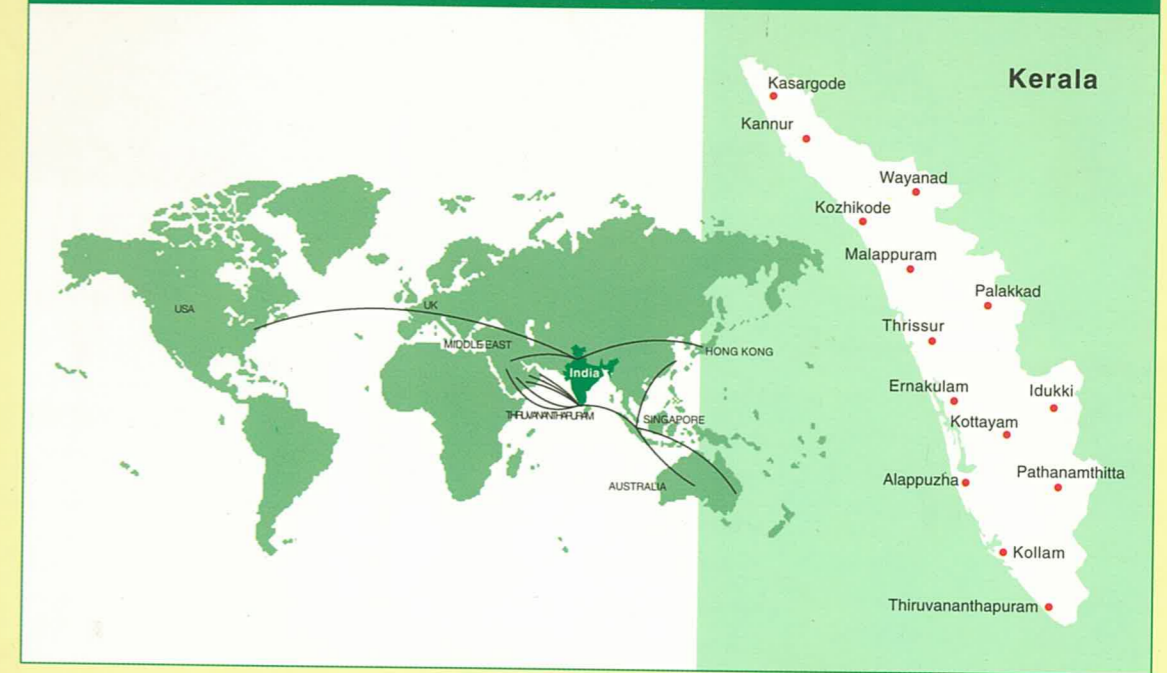 Kerala
Kasargode
Kannur
Wayanad
Kozhikode
Malappuram
Palakkad
Thrissur
Ernakulam
Idukki
Kottayam
Pathanamthitta
Alappuzha
Kollam
Thiruvananthapuram
USA
UK
MIDDLE EAST
HONG KONG
India
THIRUVANANTHAPURAM
SINGAPORE
AUSTRALIA